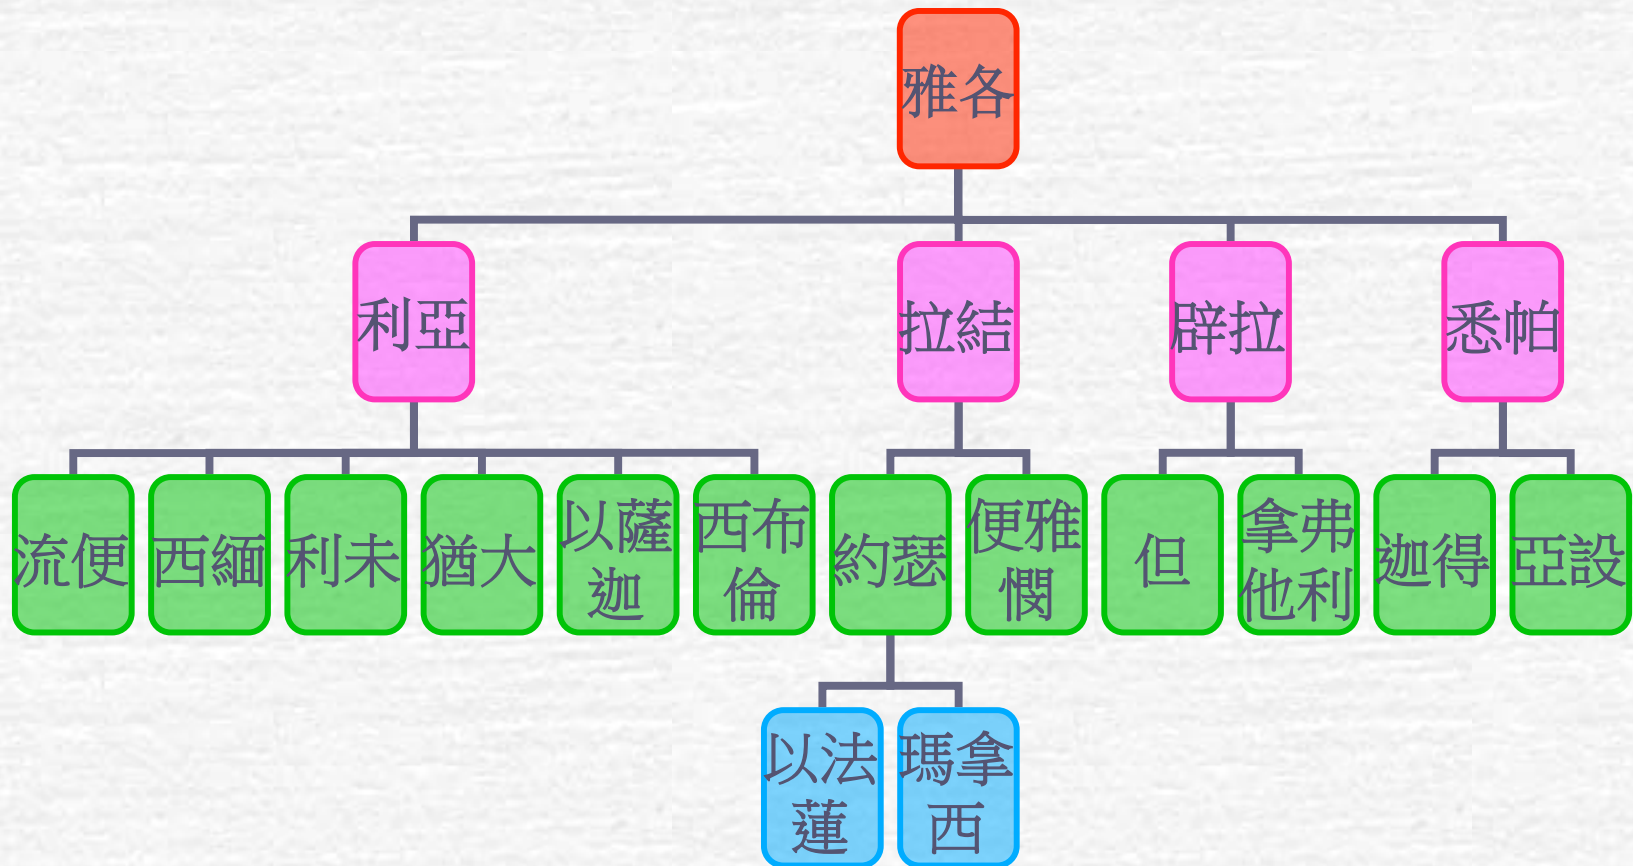 雅各
利亞
拉結
辟拉
悉帕
流便
西緬
利未
猶大
以薩
迦
西布
倫
約瑟
便雅
憫
但
拿弗
他利
迦得
亞設
以法
蓮
瑪拿
西